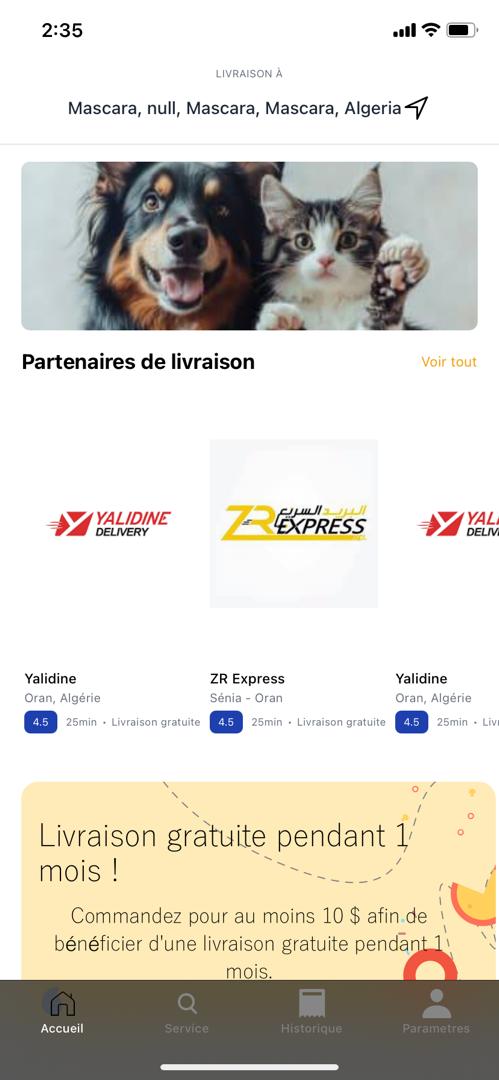 2:35
LIVRAISON À
Mascara, null, Mascara, Mascara, Algeria
Partenaires de livraison
Voir tout
YALIDINE
DELIVERY
البريد السريع
ZR EXPRESS
YAL
DELIV
Yalidine
Oran, Algérie
4.5 25min • Livraison gratuite
ZR Express
Sénia - Oran
4.5 25min • Livraison gratuite
Yalidine
Oran, Algérie
4.5 25min • Livr
Livraison gratuite pendant 1
mois !
Commandez pour au moins 10 $ afin de
bénéficier d'une livraison gratuite pendant 1
mois.
Accueil
Service
Historique
Parametres